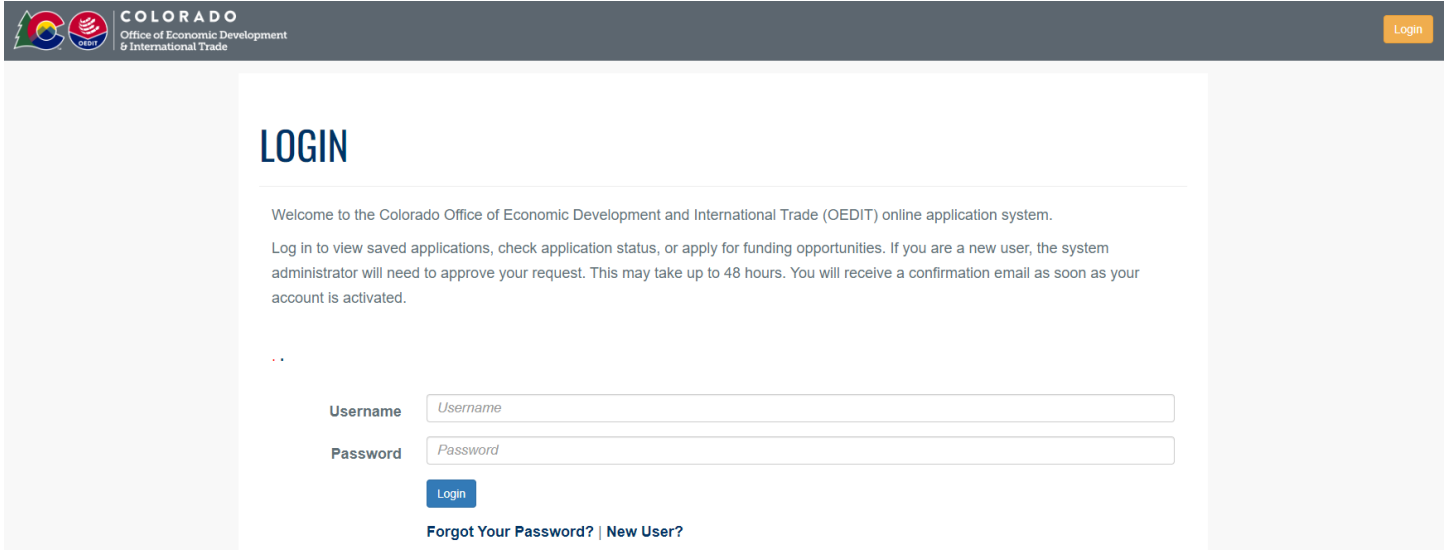 COLORADO
Office of Economic Development
& International Trade
OEDIT
Login
LOGIN
Welcome to the Colorado Office of Economic Development and International Trade (OEDIT) online application system.
Log in to view saved applications, check application status, or apply for funding opportunities. If you are a new user, the system
administrator will need to approve your request. This may take up to 48 hours. You will receive a confirmation email as soon as your
account is activated.
Username
Username
Password
Password
Login
Forgot Your Password? | New User?